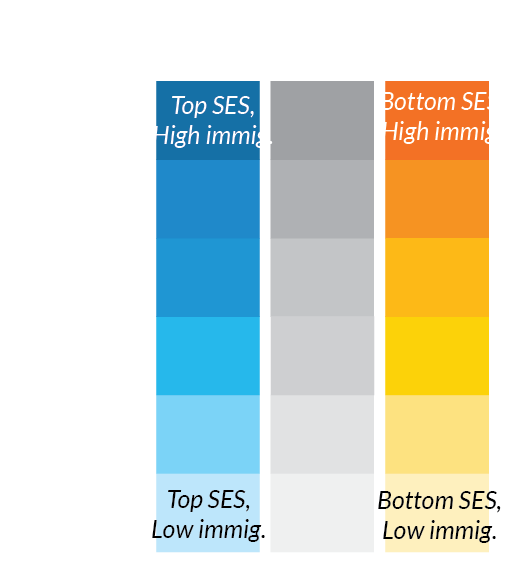 Top SES,
High immig.
Bottom SES,
High immig.
Top SES,
Low immig.
Bottom SES,
Low immig.